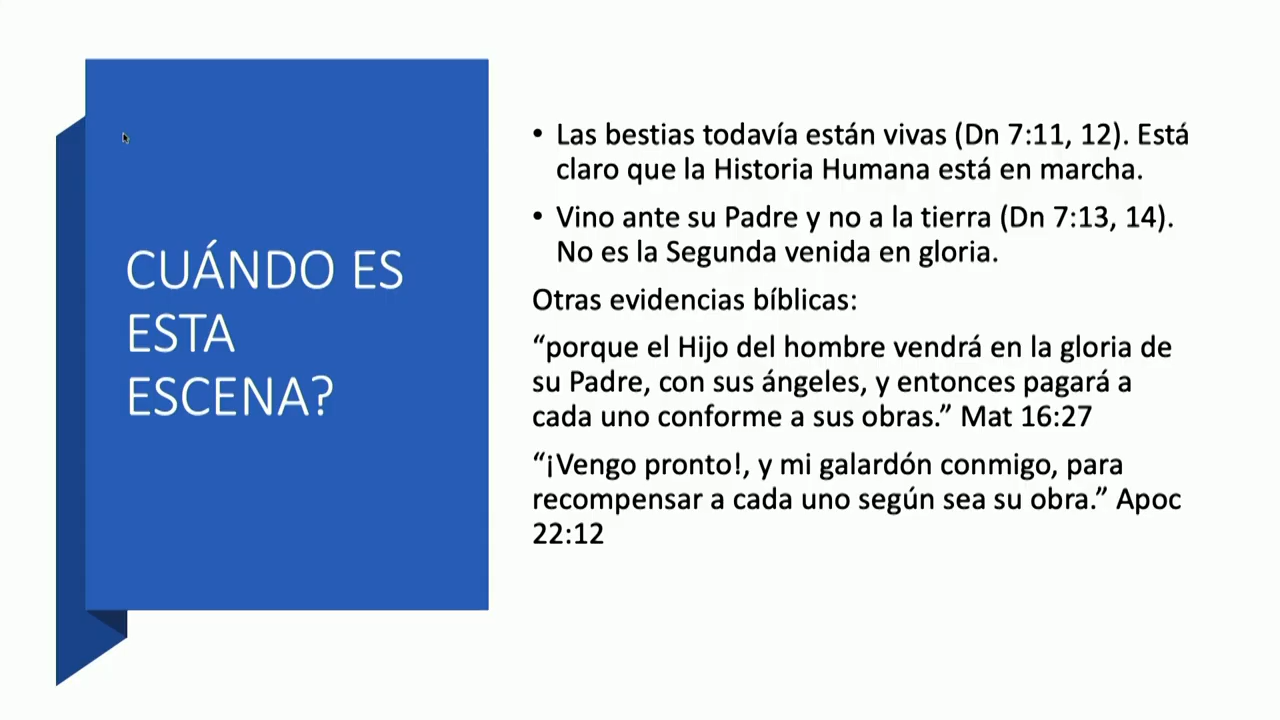 CUÁNDO ES
ESTA
ESCENA?
• Las bestias todavía están vivas (Dn 7:11, 12). Está
claro que la Historia Humana está en marcha.
• Vino ante su Padre y no a la tierra (Dn 7:13, 14).
No es la Segunda venida en gloria.
Otras evidencias bíblicas:
“porque el Hijo del hombre vendrá en la gloria de
su Padre, con sus ángeles, y entonces pagará a
cada uno conforme a sus obras.” Mat 16:27
“¡Vengo pronto!, y mi galardón conmigo, para
recompensar a cada uno según sea su obra.” Apoc
22:12